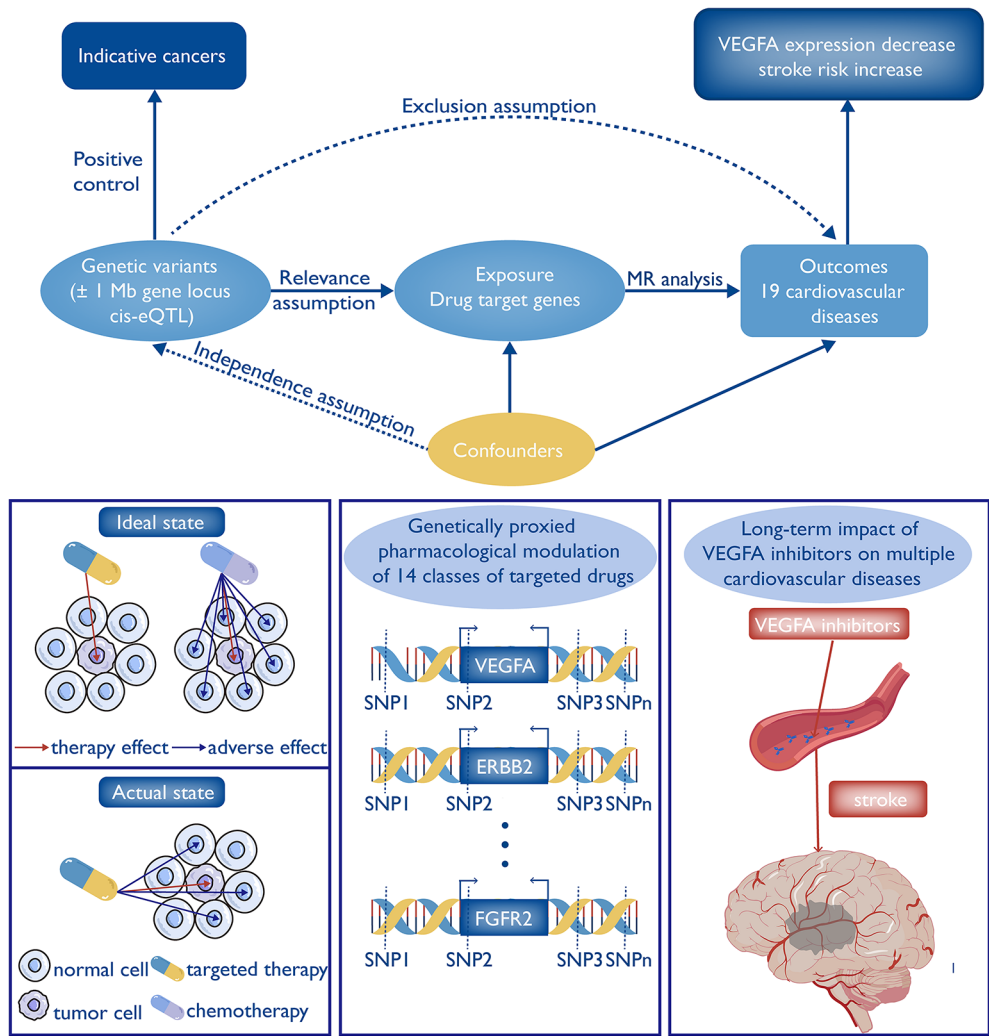 Indicative cancers
VEGFA expression decrease
stroke risk increase
Exclusion assumption
Positive
control
Genetic variants
(± 1 Mb gene locus
cis-eQTL)
Relevance
assumption
Exposure
Drug target genes
MR analysis
Outcomes
19 cardiovascular
diseases
Independence assumption
Confounders
Ideal state
therapy effect
adverse effect
Actual state
normal cell
targeted therapy
tumor cell
chemotherapy
Genetically proxied
pharmacological modulation
of 14 classes of targeted drugs
VEGFA
SNP1 SNP2 SNP3 SNPn
ERBB2
SNP1 SNP2 SNP3 SNPn
FGFR2
SNP1 SNP2 SNP3 SNPn
Long-term impact of
VEGFA inhibitors on multiple
cardiovascular diseases
VEGFA inhibitors
stroke
I